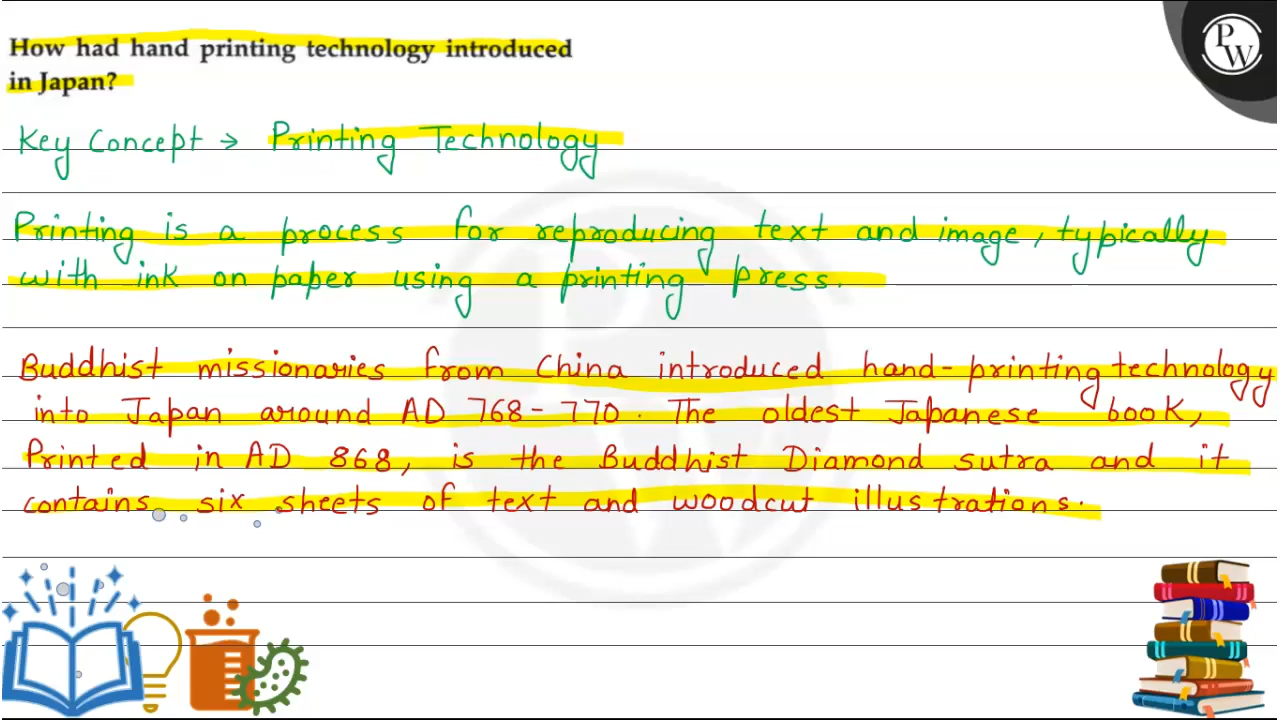 How had hand printing technology introduced
in Japan?
PW
Key Concept → Printing Technology
Printing is a process for reproducing text and image, typically
with ink on paper using a printing press.
Buddhist missionaries from China introduced hand-printing technology
into Japan around AD 768-770. The oldest Japanese book,
Printed in AD 868, is the Buddhist Diamond sutra and it
contains six sheets of text and woodcut illustrations.